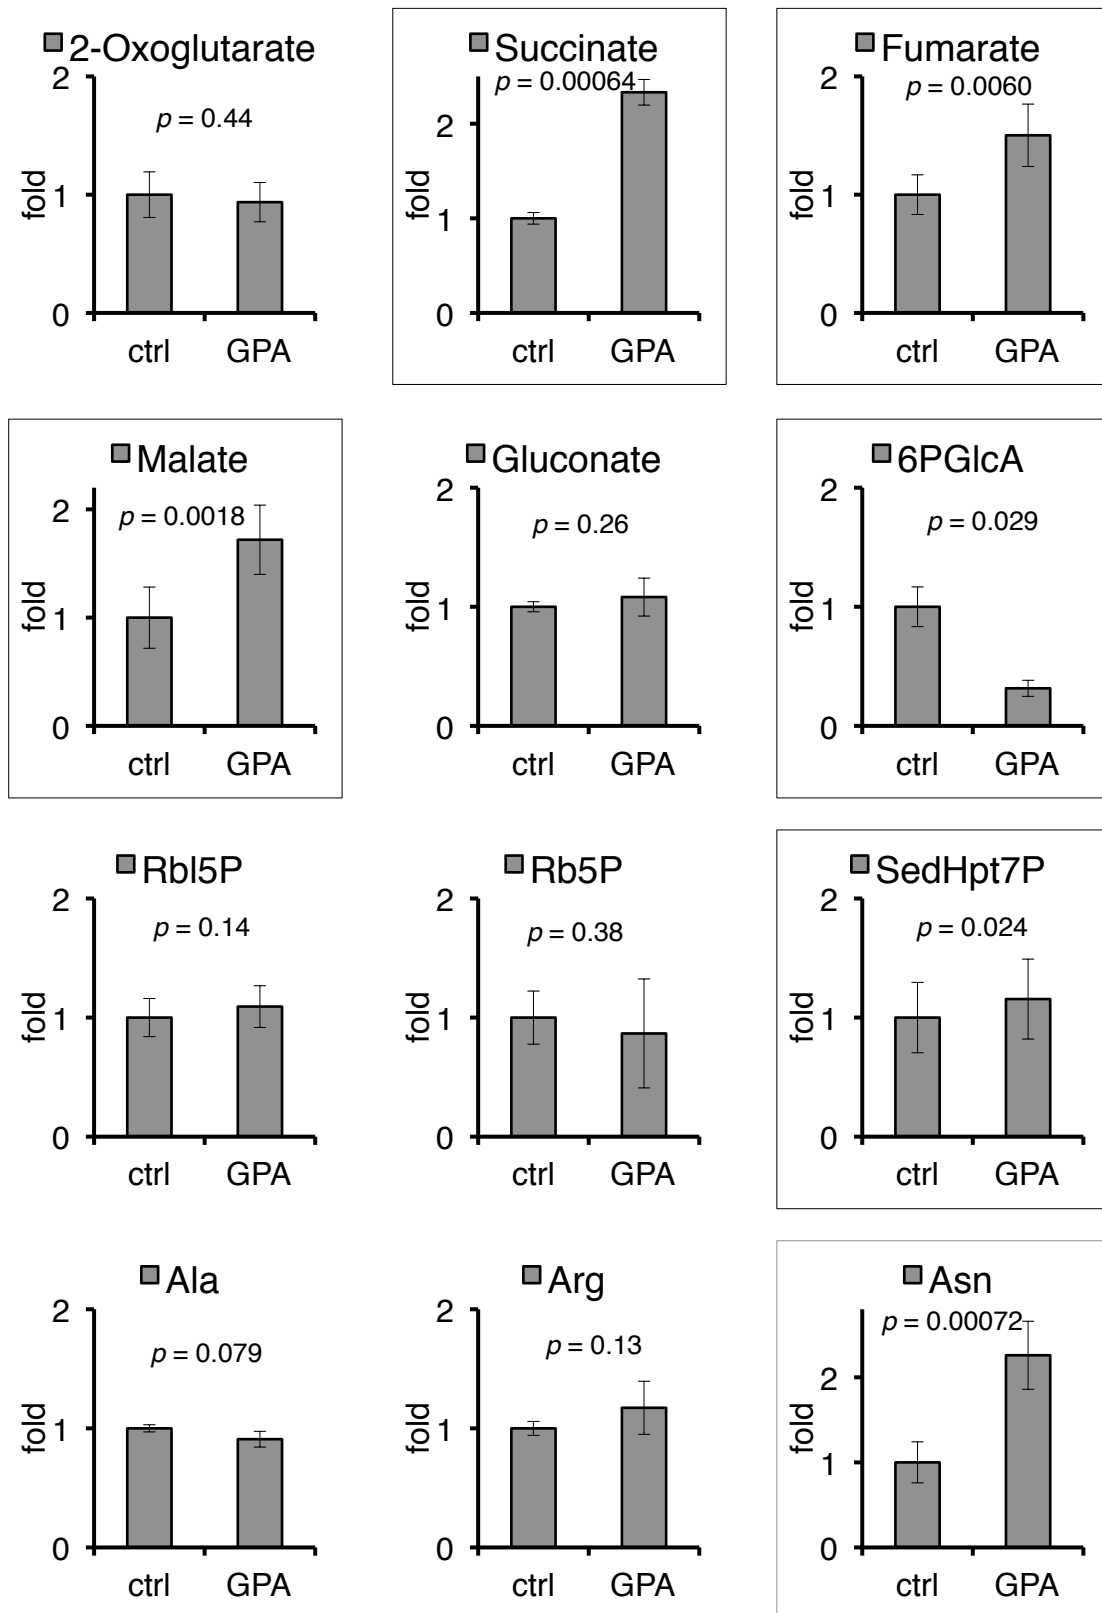 2-Oxoglutarate
p = 0.44
2
1
0
fold
ctrl GPA
Succinate
p = 0.00064
2
1
0
fold
ctrl GPA
Fumarate
p = 0.0060
2
1
0
fold
ctrl GPA
Malate
p = 0.0018
2
1
0
fold
ctrl GPA
Gluconate
p = 0.26
2
1
0
fold
ctrl GPA
6PGlcA
p = 0.029
2
1
0
fold
ctrl GPA
Rbl5P
p = 0.14
2
1
0
fold
ctrl GPA
Rb5P
p = 0.38
2
1
0
fold
ctrl GPA
SedHpt7P
p = 0.024
2
1
0
fold
ctrl GPA
Ala
p = 0.079
2
1
0
fold
ctrl GPA
Arg
p = 0.13
2
1
0
fold
ctrl GPA
Asn
p = 0.00072
2
1
0
fold
ctrl GPA